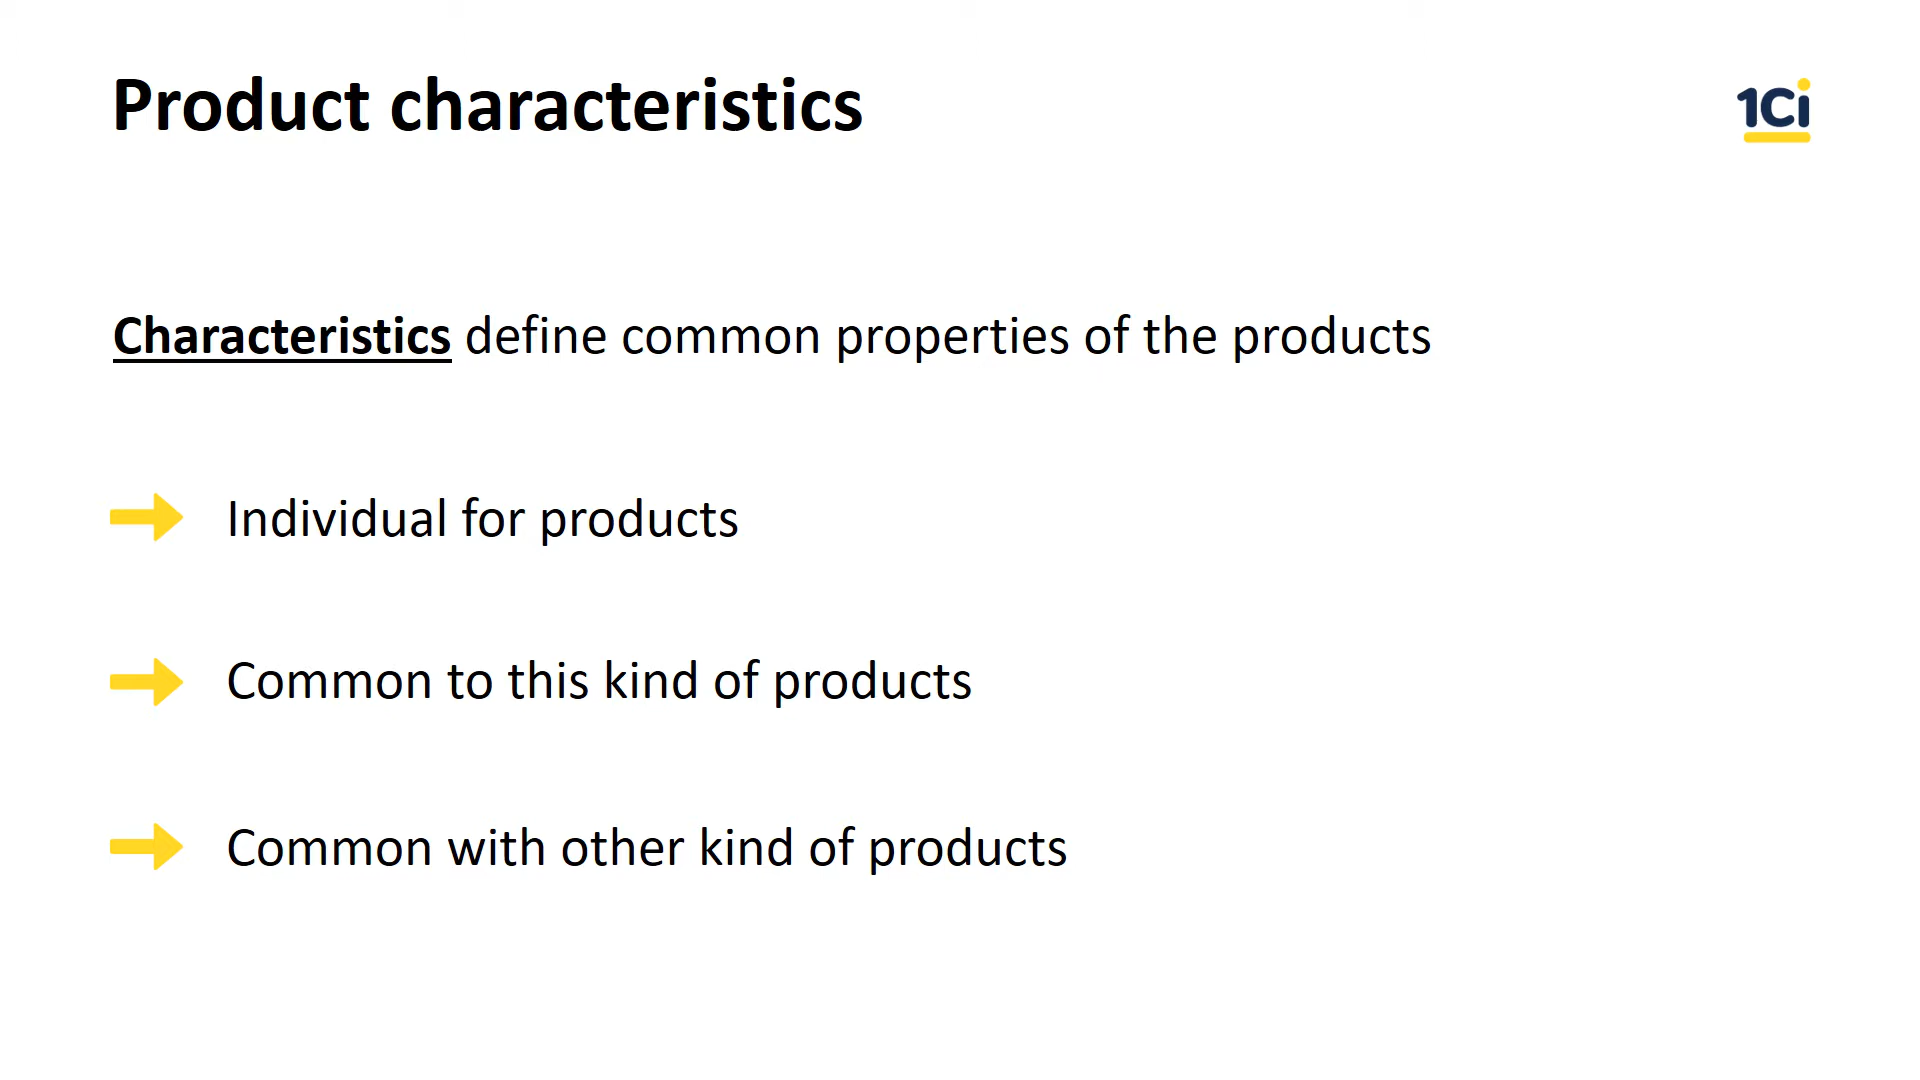 Product characteristics
1Ci
Characteristics define common properties of the products
Individual for products
Common to this kind of products
Common with other kind of products